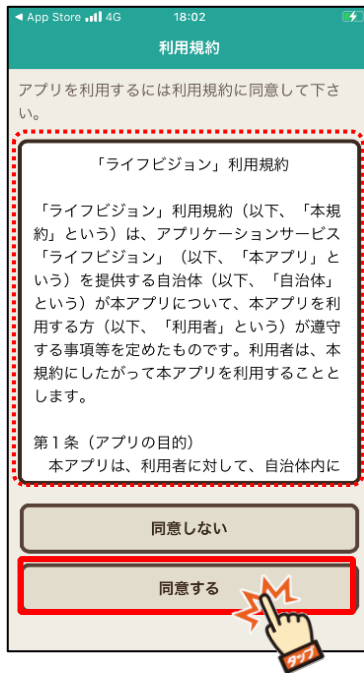 App Store 4G 18:02
利用規約
アプリを利用するには利用規約に同意して下さ
い。
「ライフビジョン」利用規約
「ライフビジョン」利用規約（以下、「本規
約」という）は、アプリケーションサービス
「ライフビジョン」（以下、「本アプリ」と
いう）を提供する自治体（以下、「自治体」
という）が本アプリについて、本アプリを利
用する方（以下、「利用者」という）が遵守
する事項等を定めたものです。利用者は、本
規約にしたがって本アプリを利用することと
します。
第１条（アプリの目的）
本アプリは、利用者に対して、自治体内に
同意しない
同意する
タップ